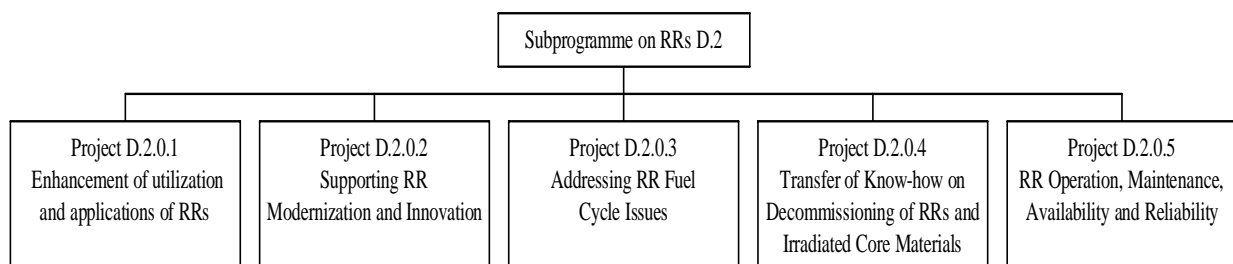 Subprogramme on RRs D.2
Project D.2.0.1
Enhancement of utilization
and applications of RRs
Project D.2.0.2
Supporting RR
Modernization and Innovation
Project D.2.0.3
Addressing RR Fuel
Cycle Issues
Project D.2.0.4
Transfer of Know-how on
Decommissioning of RRs and
Irradiated Core Materials
Project D.2.0.5
RR Operation, Maintenance,
Availability and Reliability